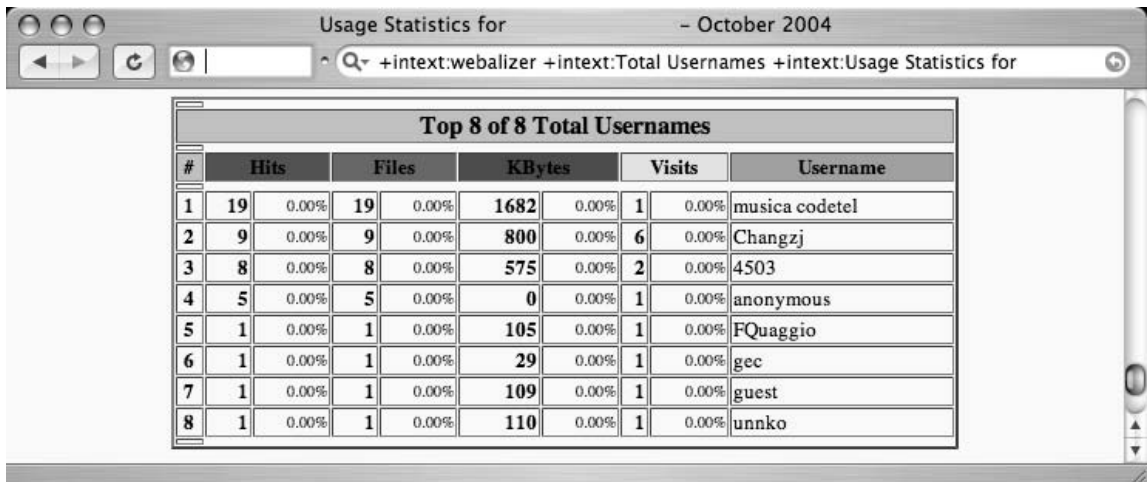 Usage Statistics for – October 2004
+intext:webalizer +intext:Total Usernames +intext:Usage Statistics for
Top 8 of 8 Total Usernames
# Hits Files KBytes Visits Username
1 19 0.00% 19 0.00% 1682 0.00% 1 0.00% musica codetel
2 9 0.00% 9 0.00% 800 0.00% 6 0.00% Changzj
3 8 0.00% 8 0.00% 575 0.00% 2 0.00% 4503
4 5 0.00% 5 0.00% 0 0.00% 1 0.00% anonymous
5 1 0.00% 1 0.00% 105 0.00% 1 0.00% FQuaggio
6 1 0.00% 1 0.00% 29 0.00% 1 0.00% gec
7 1 0.00% 1 0.00% 109 0.00% 1 0.00% guest
8 1 0.00% 1 0.00% 110 0.00% 1 0.00% unnko